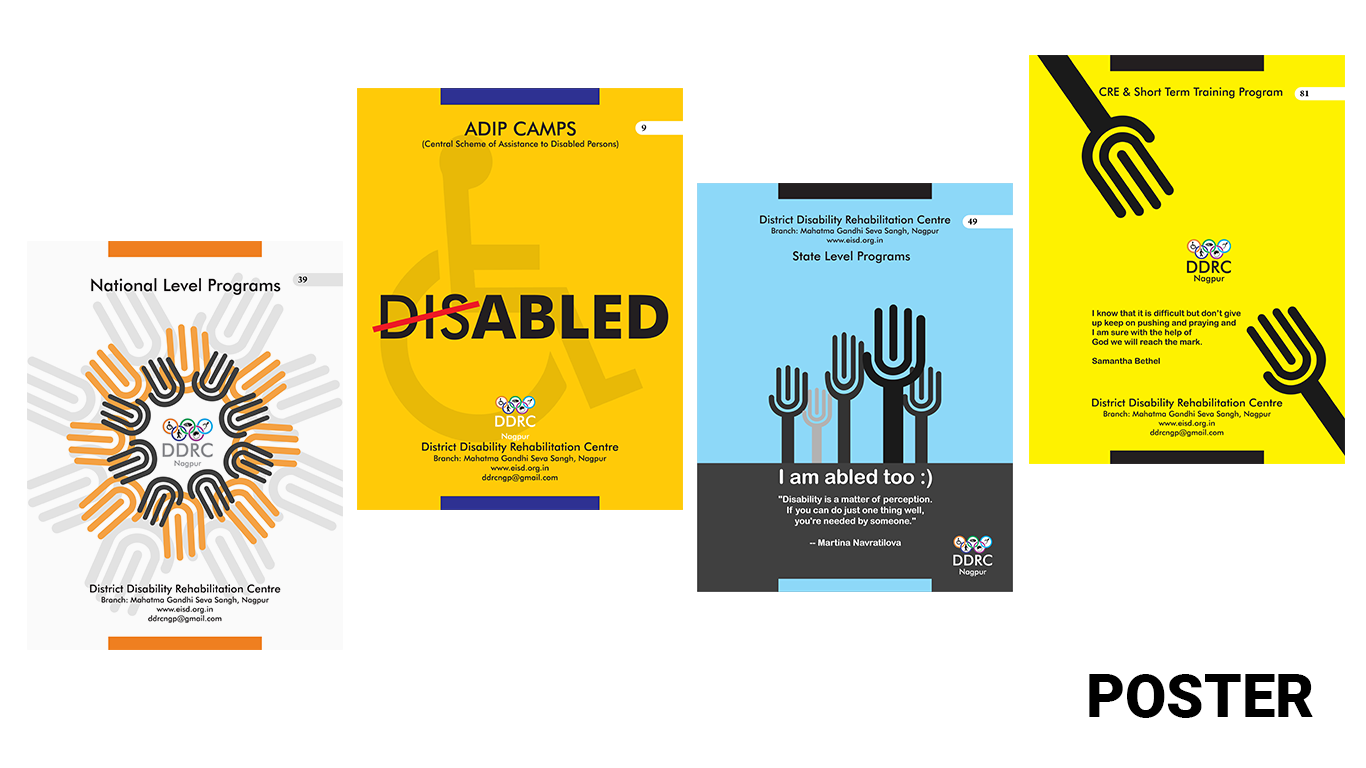 National Level Programs
39
DDRC
Nagpur
District Disability Rehabilitation Centre
Branch: Mahatma Gandhi Seva Sangh, Nagpur
www.eisd.org.in
ddrcngp@gmail.com
ADIP CAMPS
9
(Central Scheme of Assistance to Disabled Persons)
DISABLED
DDRC
Nagpur
District Disability Rehabilitation Centre
Branch: Mahatma Gandhi Seva Sangh, Nagpur
www.eisd.org.in
ddrcngp@gmail.com
District Disability Rehabilitation Centre
49
Branch: Mahatma Gandhi Seva Sangh, Nagpur
www.eisd.org.in
State Level Programs
I am abled too :)
"Disability is a matter of perception.
If you can do just one thing well,
you're needed by someone."
-- Martina Navratilova
DDRC
Nagpur
CRE & Short Term Training Program
81
DDRC
Nagpur
I know that it is difficult but don't give
up keep on pushing and praying and
I am sure with the help of
God we will reach the mark.
Samantha Bethel
District Disability Rehabilitation Centre
Branch: Mahatma Gandhi Seva Sangh, Nagpur
www.eisd.org.in
ddrcngp@gmail.com
POSTER